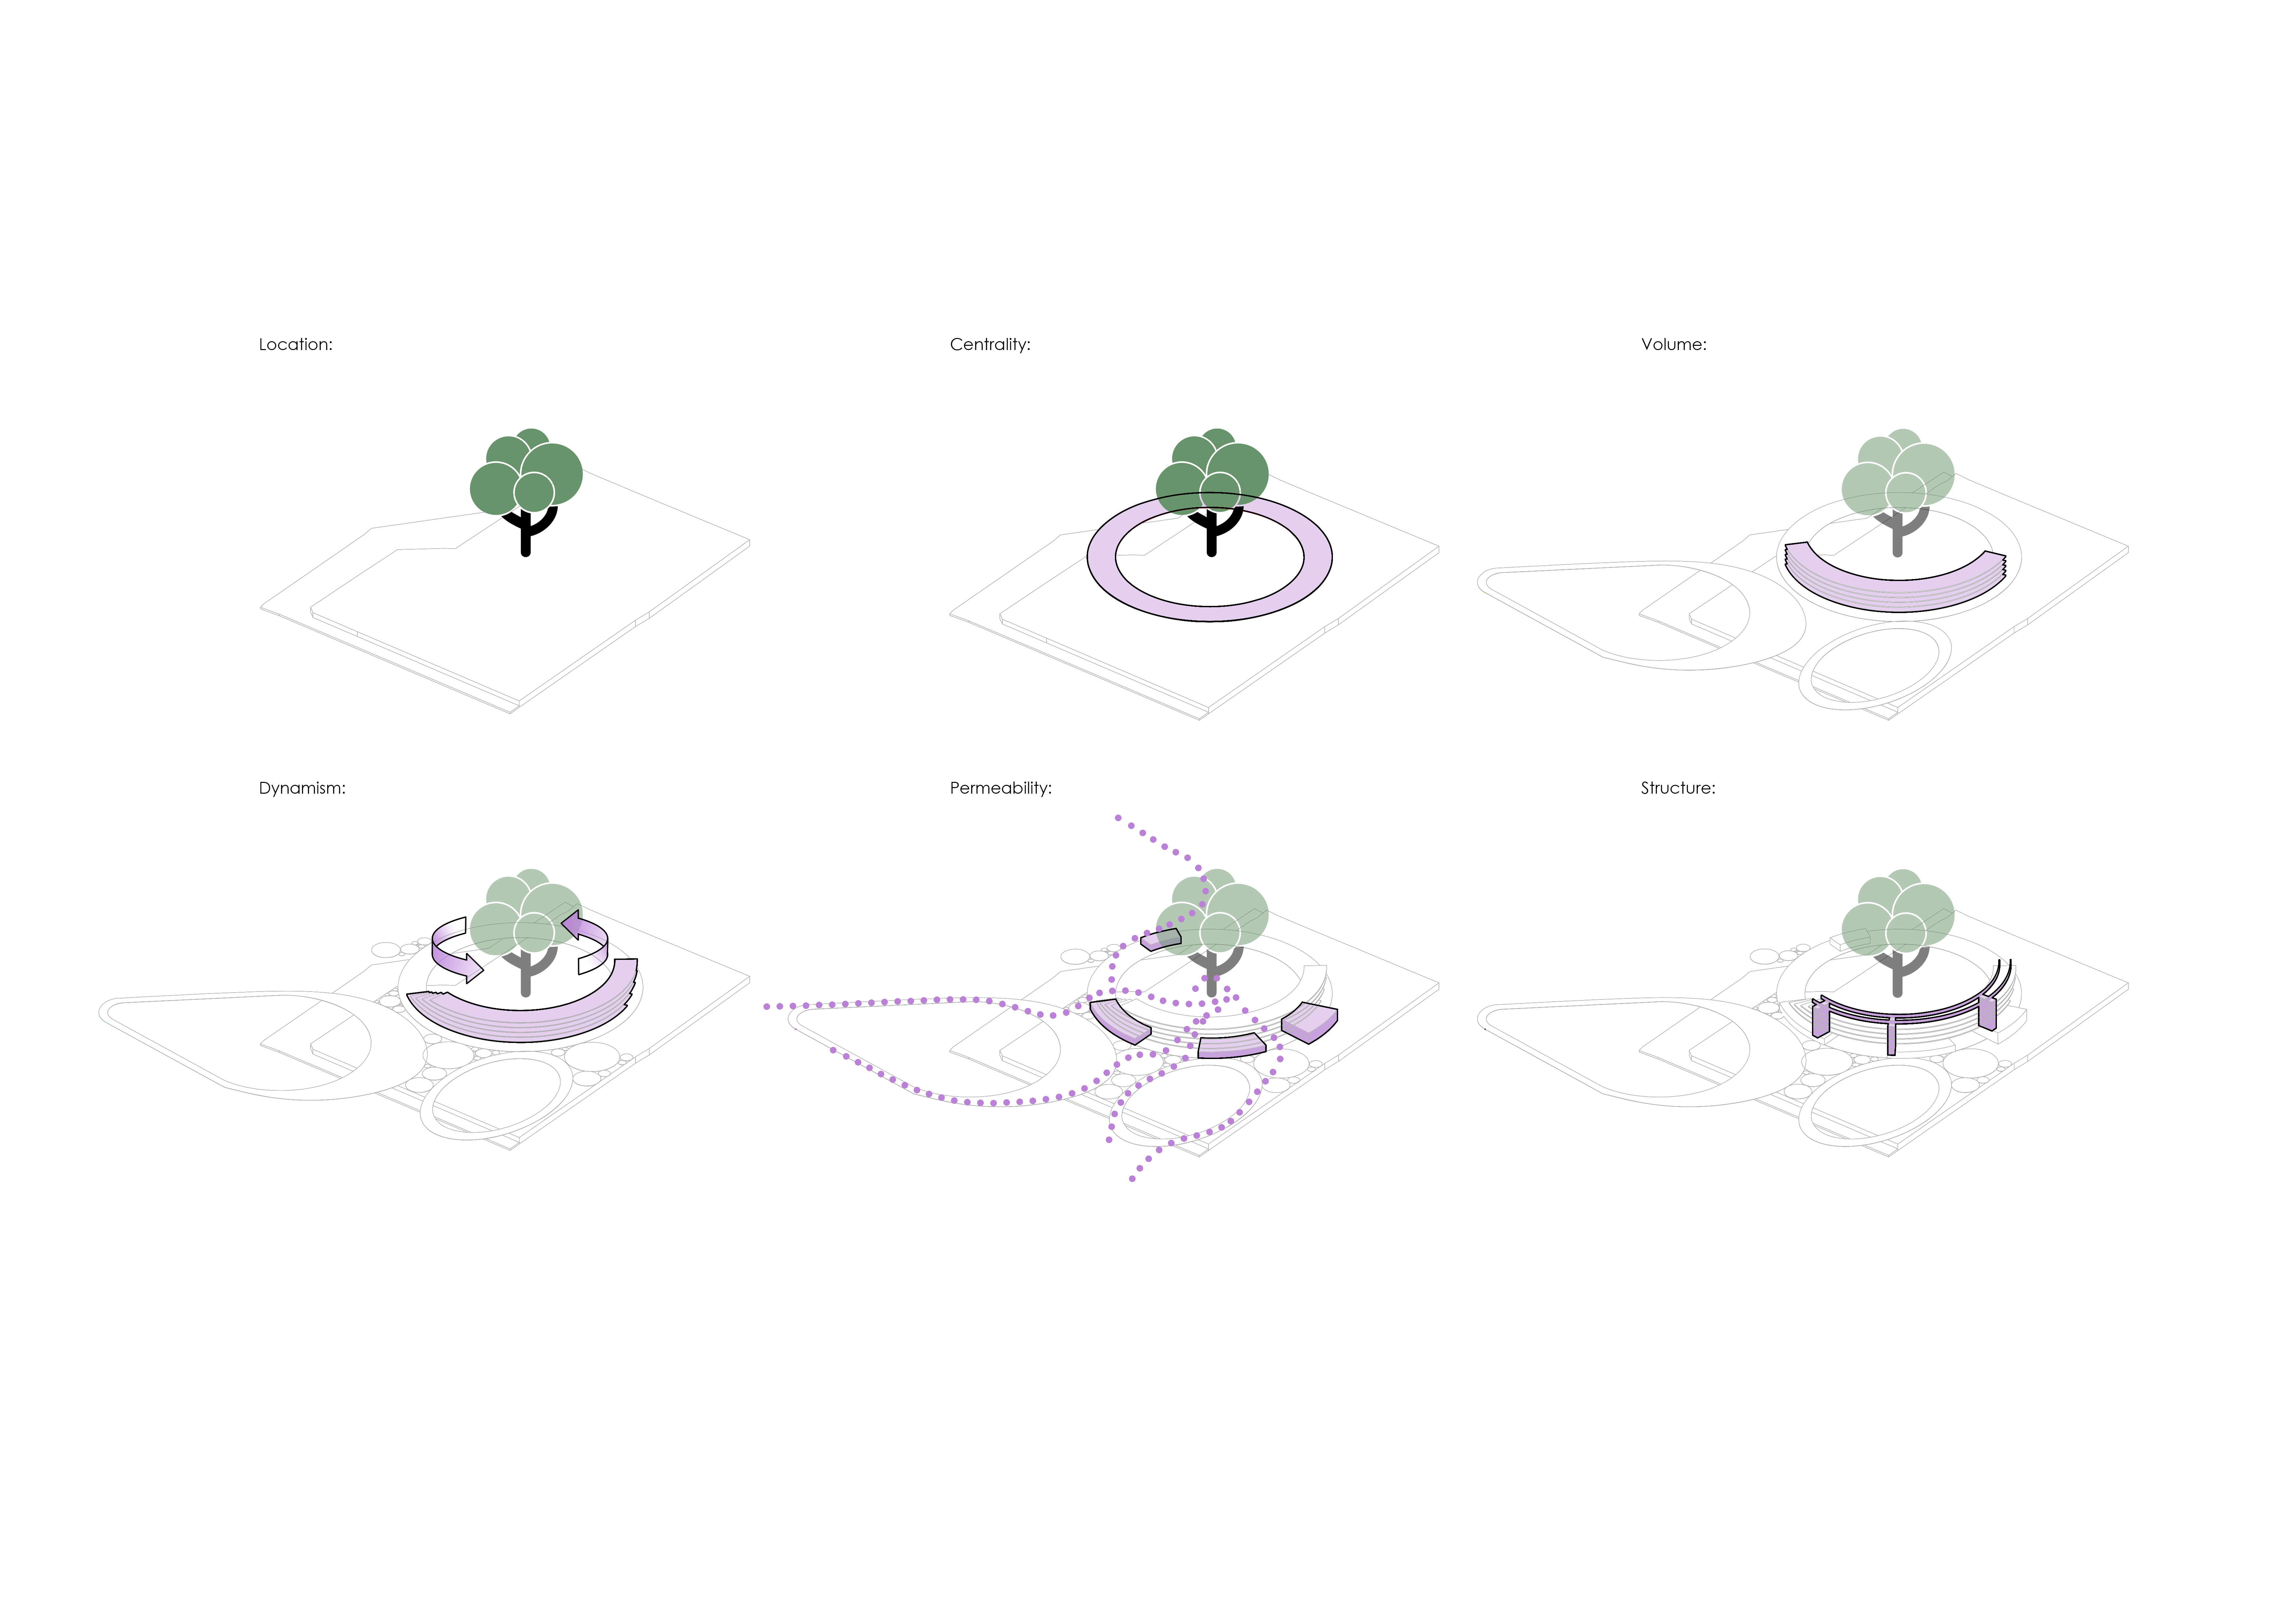 Location:
Centrality:
Volume:
Dynamism:
Permeability:
Structure: